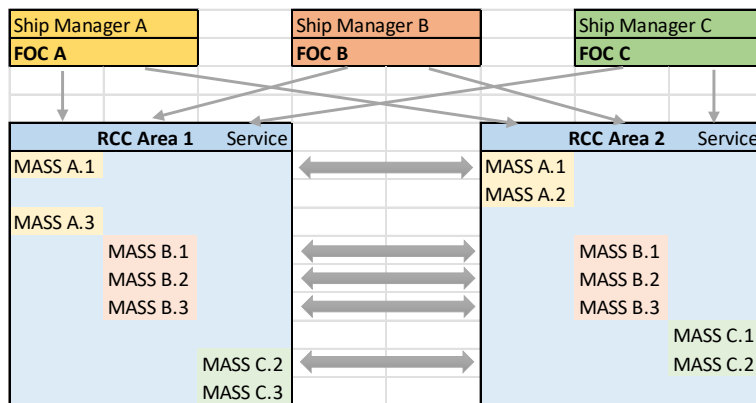 Ship Manager A
FOC A
Ship Manager B
FOC B
Ship Manager C
FOC C
RCC Area 1 Service
MASS A.1
MASS A.3
MASS B.1
MASS B.2
MASS B.3
MASS C.2
MASS C.3
RCC Area 2 Service
MASS A.1
MASS A.2
MASS B.1
MASS B.2
MASS B.3
MASS C.1
MASS C.2